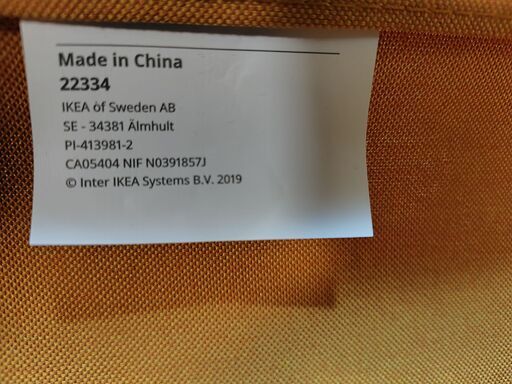 Made in China
22334
IKEA of Sweden AB
SE - 34381 Älmhult
PI-413981-2
CA05404 NIF N0391857J
© Inter IKEA Systems B.V. 2019